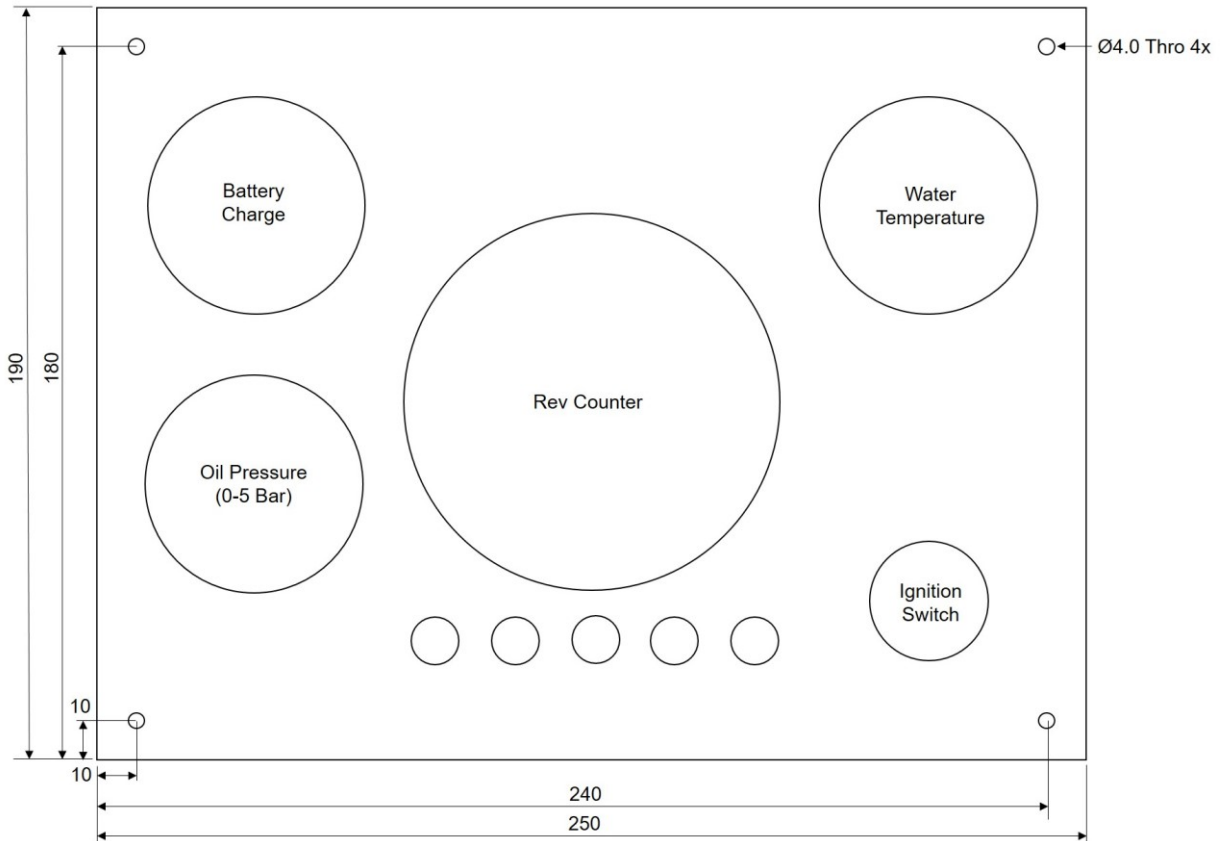 Ø4.0 Thro 4x
Battery
Charge
Water
Temperature
190
180
Rev Counter
Oil Pressure
(0-5 Bar)
Ignition
Switch
10
10
240
250